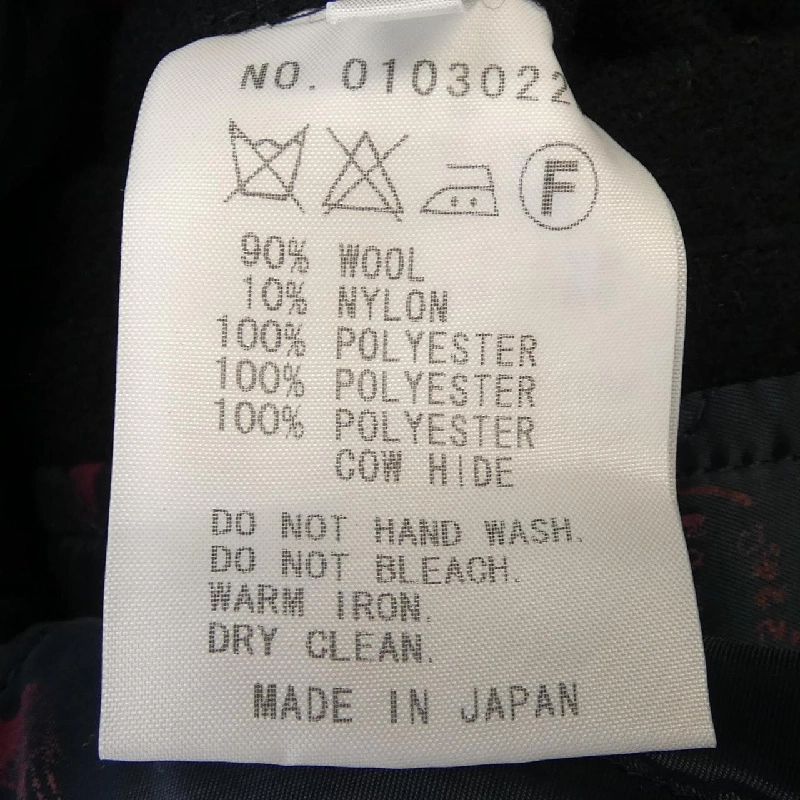 NO. 0103022
F
90% WOOL
10% NYLON
100% POLYESTER
100% POLYESTER
100% POLYESTER
COW HIDE
DO NOT HAND WASH.
DO NOT BLEACH.
WARM IRON.
DRY CLEAN.
MADE IN JAPAN